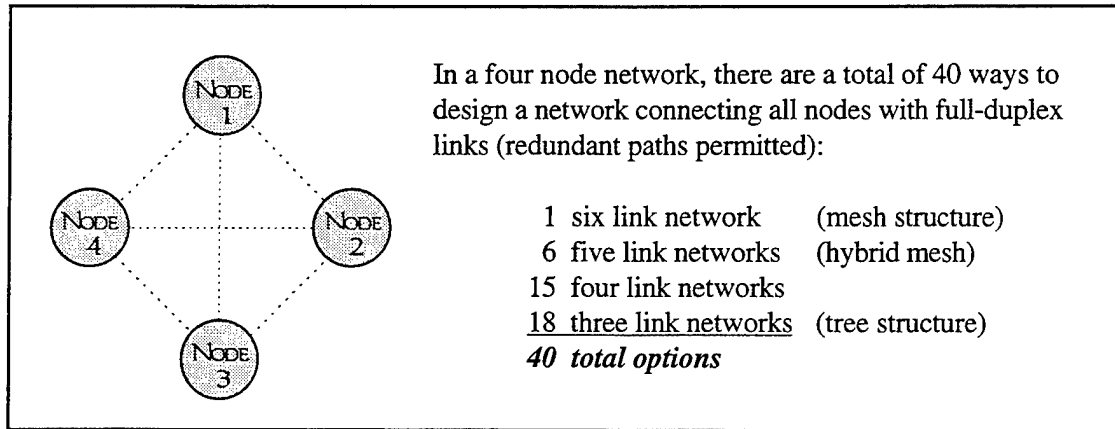 NODE
1
NODE
4
NODE
2
NODE
3
In a four node network, there are a total of 40 ways to
design a network connecting all nodes with full-duplex
links (redundant paths permitted):
1 six link network (mesh structure)
6 five link networks (hybrid mesh)
15 four link networks
18 three link networks (tree structure)
40 total options